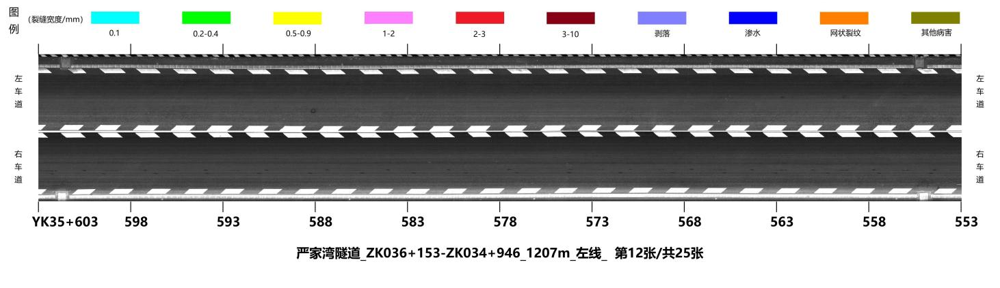 图例
(裂缝宽度/mm)
0.1 0.2-0.4 0.5-0.9 1-2 2-3 3-10 剥落 渗水 网状裂纹 其他病害
左车道 左车道
右车道 右车道
YK35+603 598 593 588 583 578 573 568 563 558 553
严家湾隧道_ZK036+153-ZK034+946_1207m_左线_ 第12张/共25张